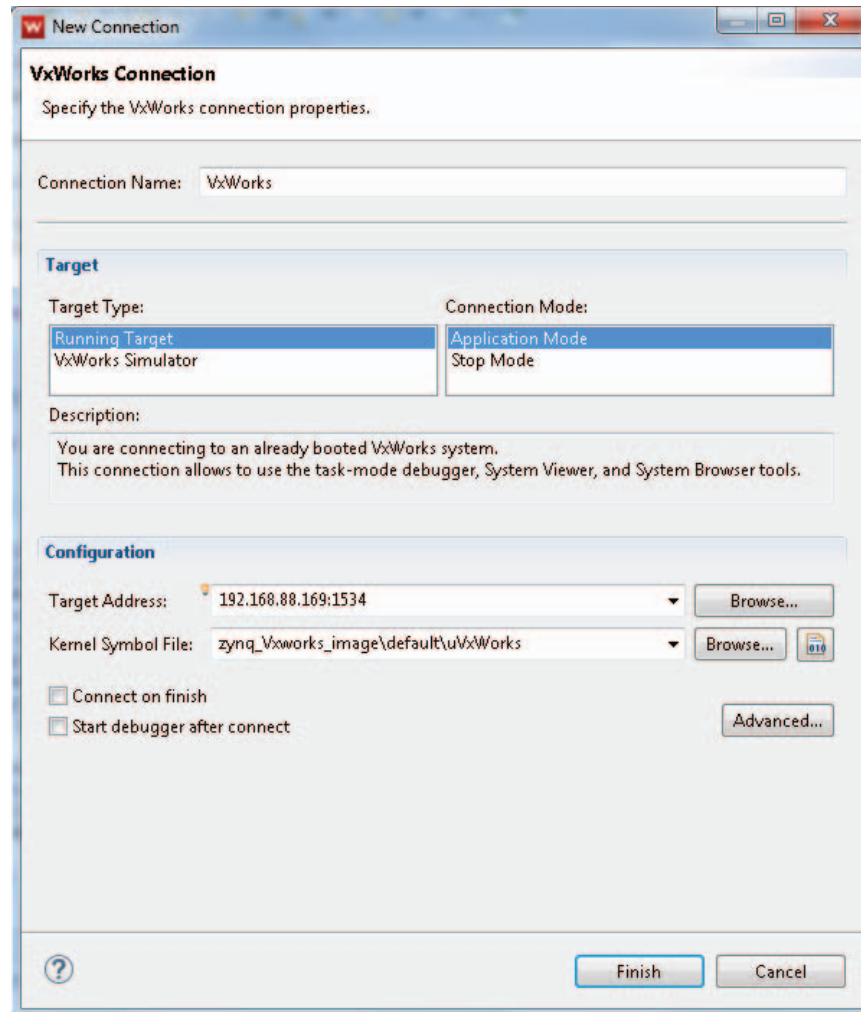 New Connection
VxWorks Connection
Specify the VxWorks connection properties.
Connection Name: VxWorks
Target
Target Type: Connection Mode:
Running Target Application Mode
VxWorks Simulator Stop Mode
Description:
You are connecting to an already booted VxWorks system.
This connection allows to use the task-mode debugger, System Viewer, and System Browser tools.
Configuration
Target Address: 192.168.88.169:1534 Browse...
Kernel Symbol File: zynq_Vxworks_image\default\uVxWorks Browse... 010
Connect on finish
Start debugger after connect Advanced...
? Finish Cancel